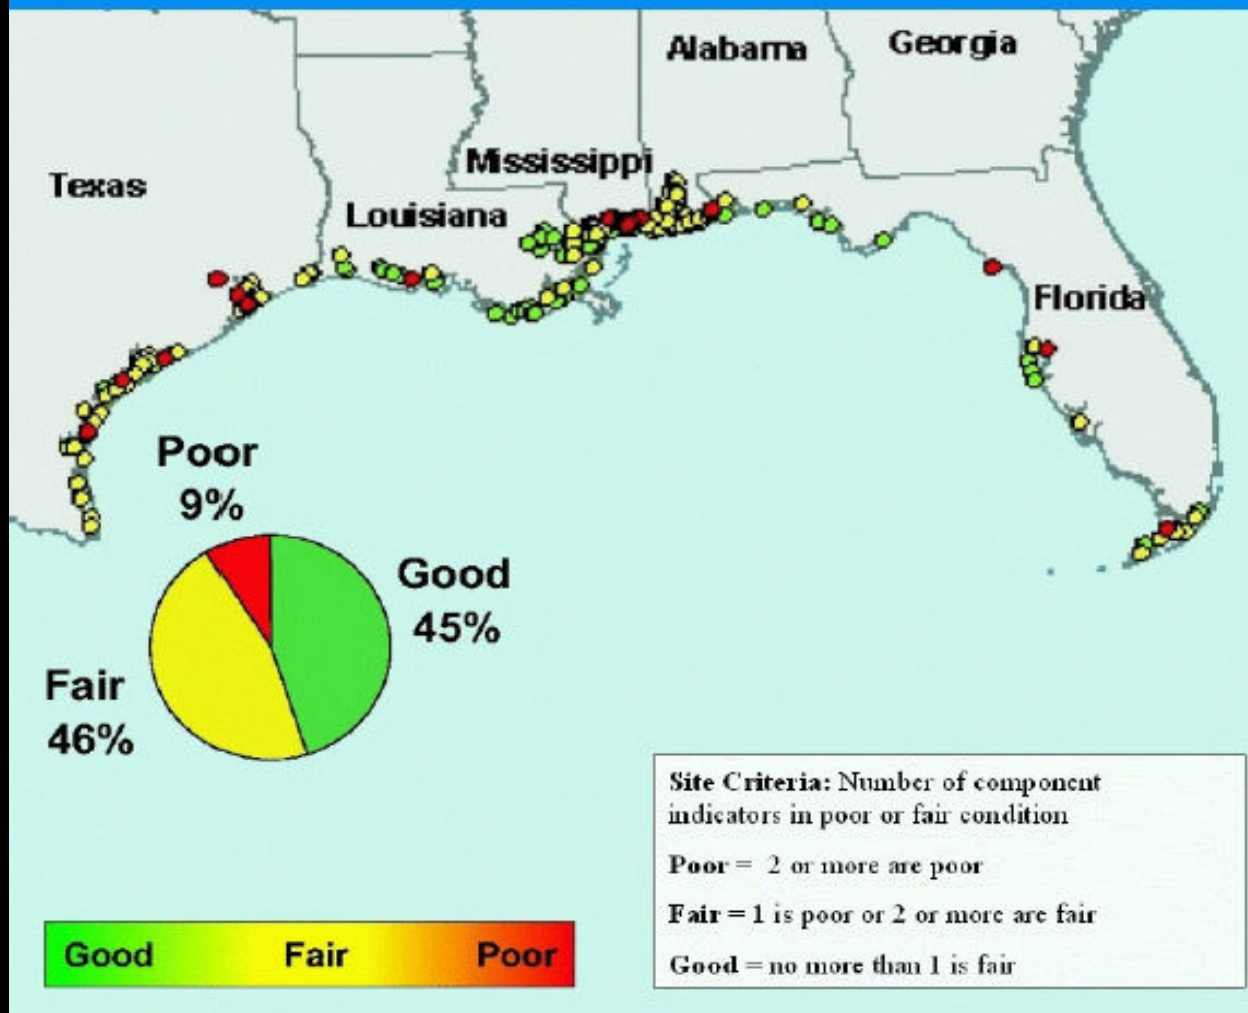 Alabama
Georgia
Mississippi
Texas
Louisiana
Florida
Poor
9%
Good
45%
Fair
46%
Site Criteria: Number of component
indicators in poor or fair condition
Poor = 2 or more are poor
Fair = 1 is poor or 2 or more are fair
Good = no more than 1 is fair
Good Fair Poor